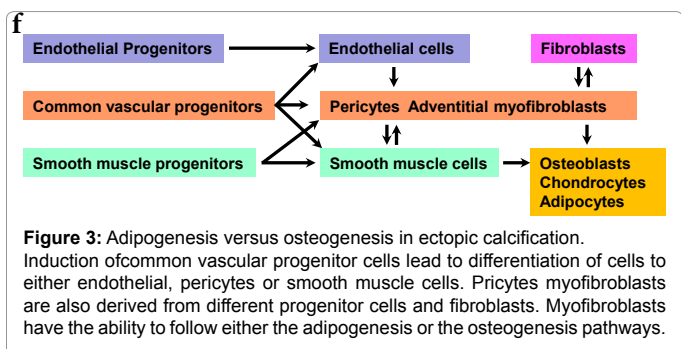 f
Endothelial Progenitors Endothelial cells Fibroblasts
Common vascular progenitors Pericytes Adventitial myofibroblasts
Smooth muscle progenitors Smooth muscle cells Osteoblasts
Chondrocytes
Adipocytes
Figure 3: Adipogenesis versus osteogenesis in ectopic calcification.
Induction ofcommon vascular progenitor cells lead to differentiation of cells to
either endothelial, pericytes or smooth muscle cells. Pricytes myofibroblasts
are also derived from different progenitor cells and fibroblasts. Myofibroblasts
have the ability to follow either the adipogenesis or the osteogenesis pathways.